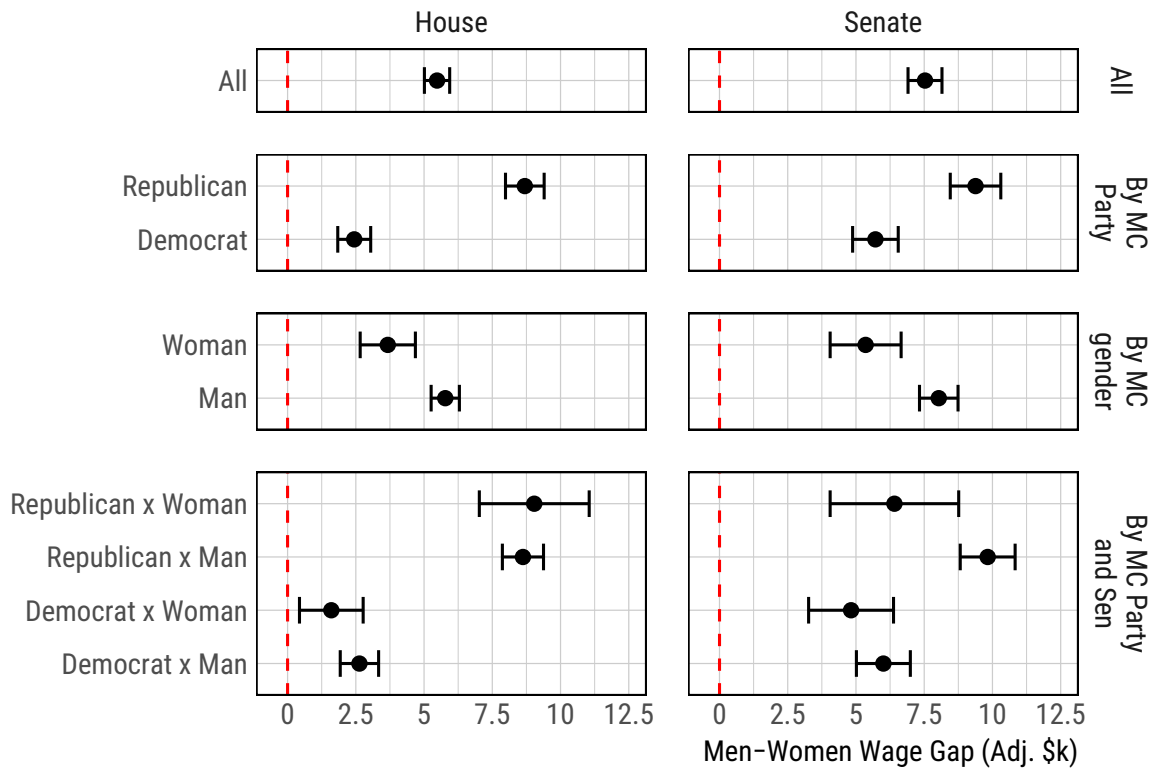 House
Senate
All
All
Republican
Democrat
By MC
Party
Woman
Man
By MC
gender
Republican x Woman
Republican x Man
Democrat x Woman
Democrat x Man
By MC Party
and Sen
0 2.5 5 7.5 10 12.5
0 2.5 5 7.5 10 12.5
Men−Women Wage Gap (Adj. $k)